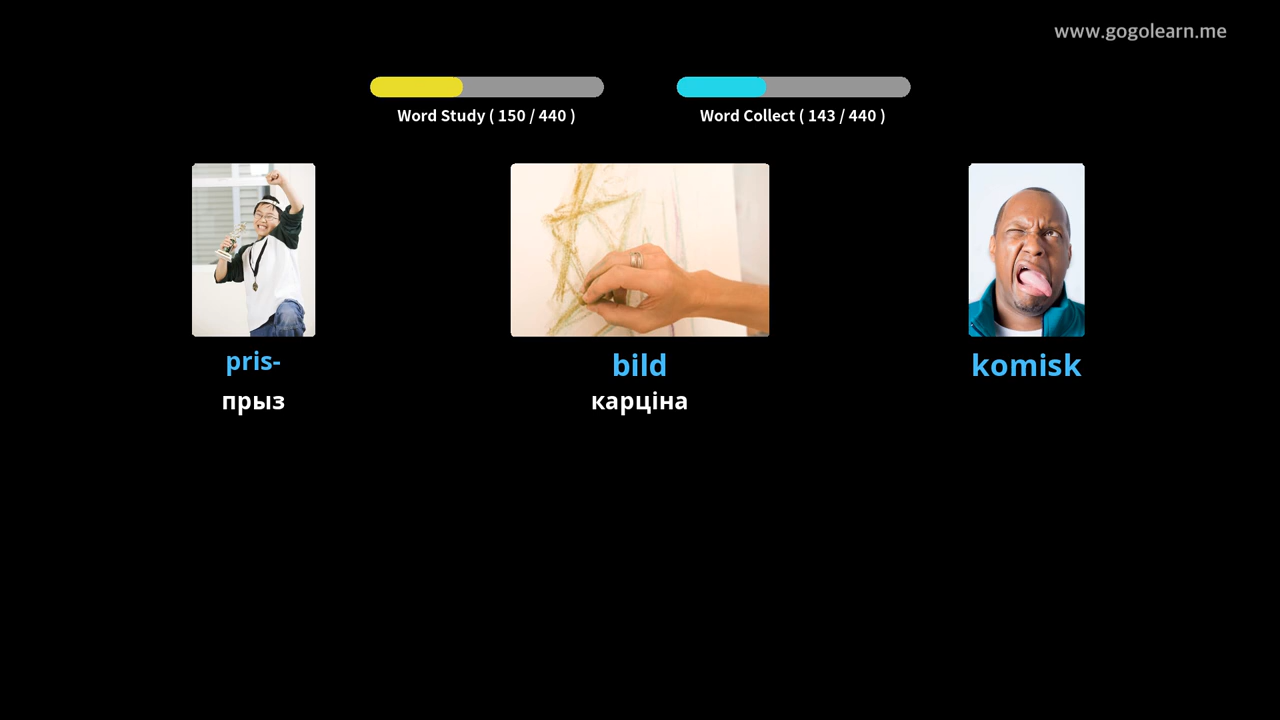 www.gogolearn.me
Word Study ( 150 / 440 )
Word Collect ( 143 / 440 )
pris-
bild
komisk
прыз
карціна